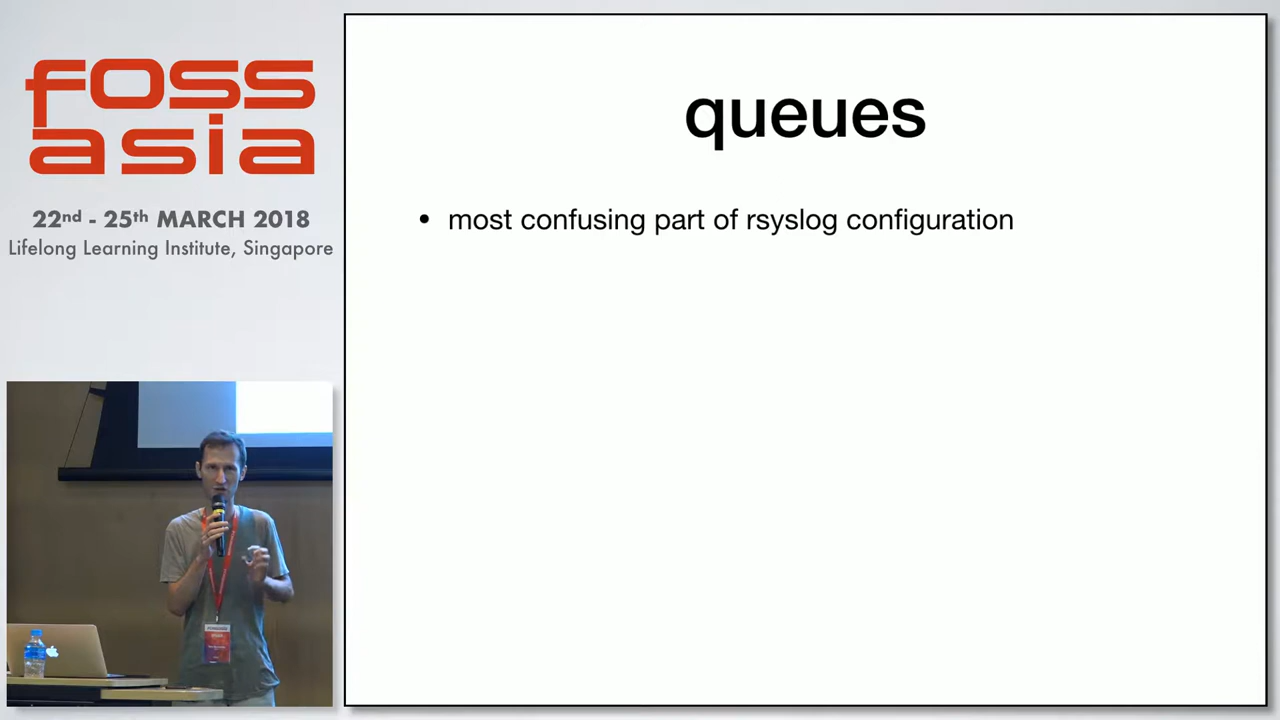 foss
asia
22nd - 25th MARCH 2018
Lifelong Learning Institute, Singapore
queues
• most confusing part of rsyslog configuration